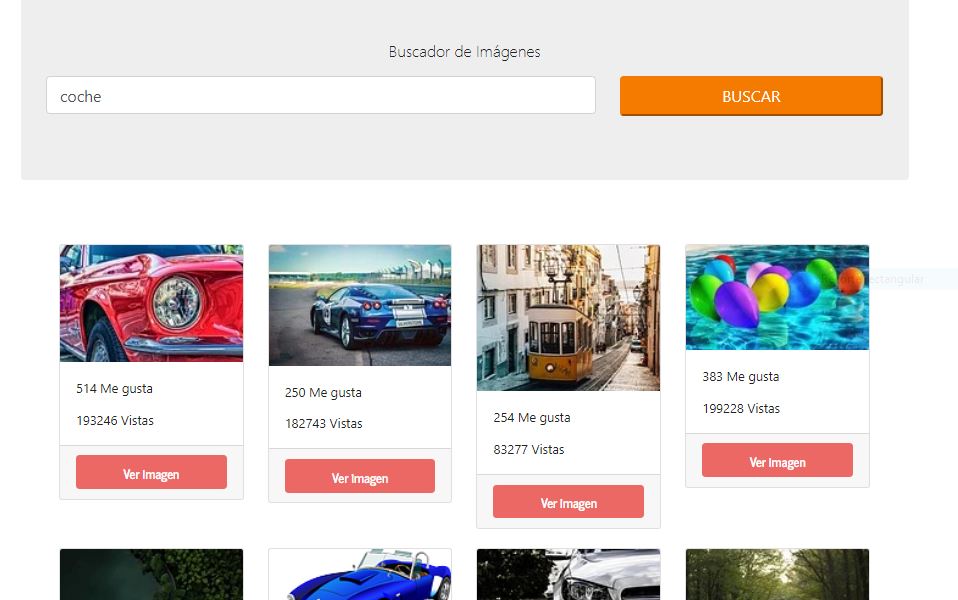 Buscador de Imágenes
coche
BUSCAR
514 Me gusta
193246 Vistas
Ver Imagen
250 Me gusta
182743 Vistas
Ver Imagen
254 Me gusta
83277 Vistas
Ver Imagen
383 Me gusta
199228 Vistas
Ver Imagen
ectangular